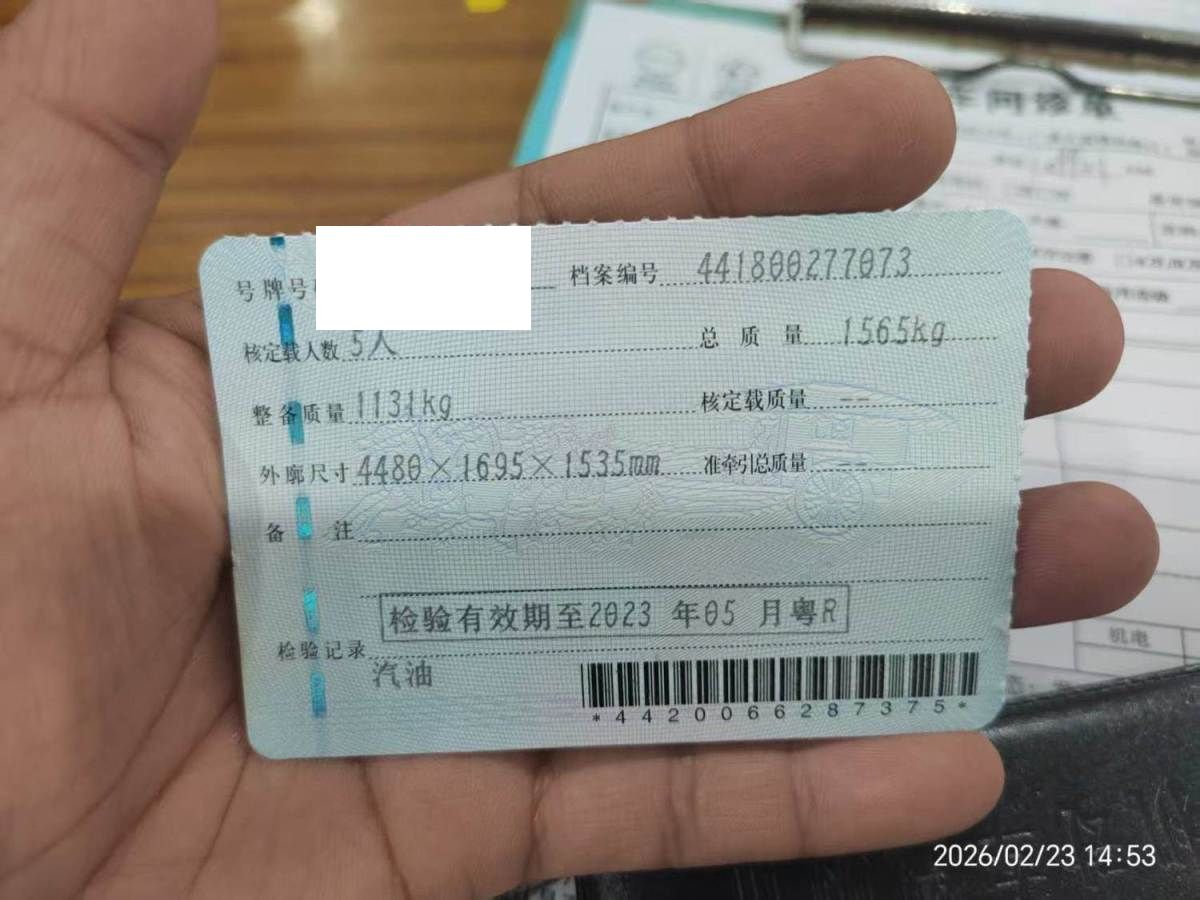 号牌号
档案编号 441800277073
核定载人数 5人
总质量 1565kg
整备质量 1131kg
核定载质量 --
外廓尺寸 4480×1695×1535mm
准牵引总质量 --
备注
检验有效期至2023 年05 月粤R
检验记录
汽油
*4420066287375*
机电
2026/02/23 14:53